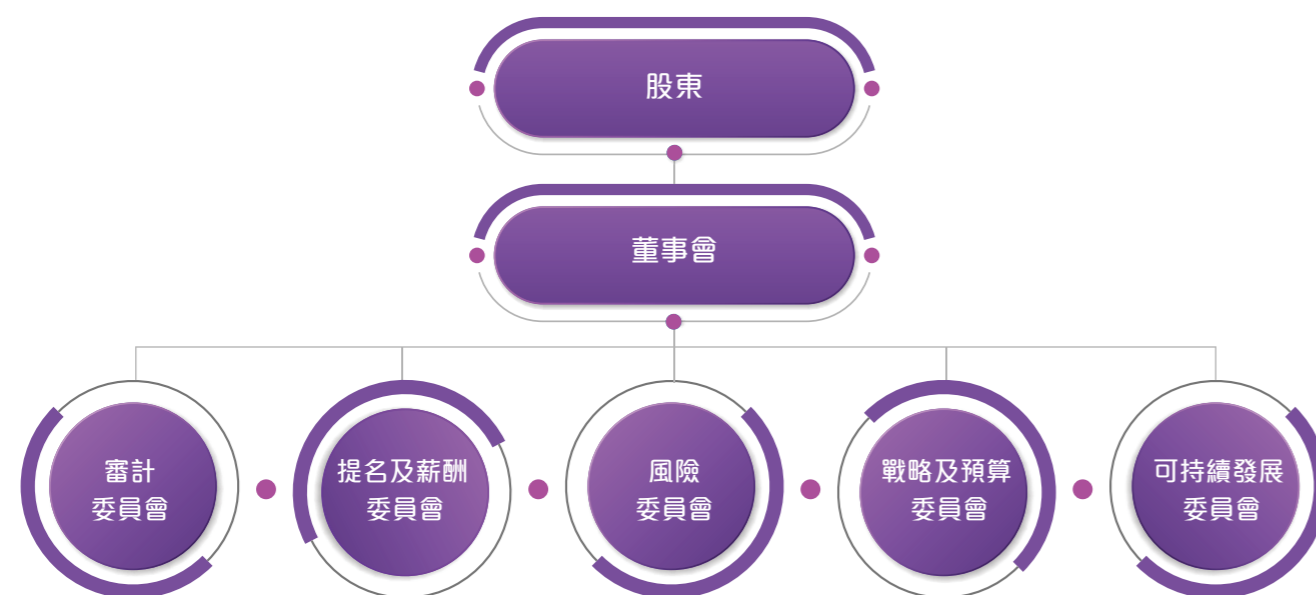 股東
董事會
審計
委員會
提名及薪酬
委員會
風險
委員會
戰略及預算
委員會
可持續發展
委員會